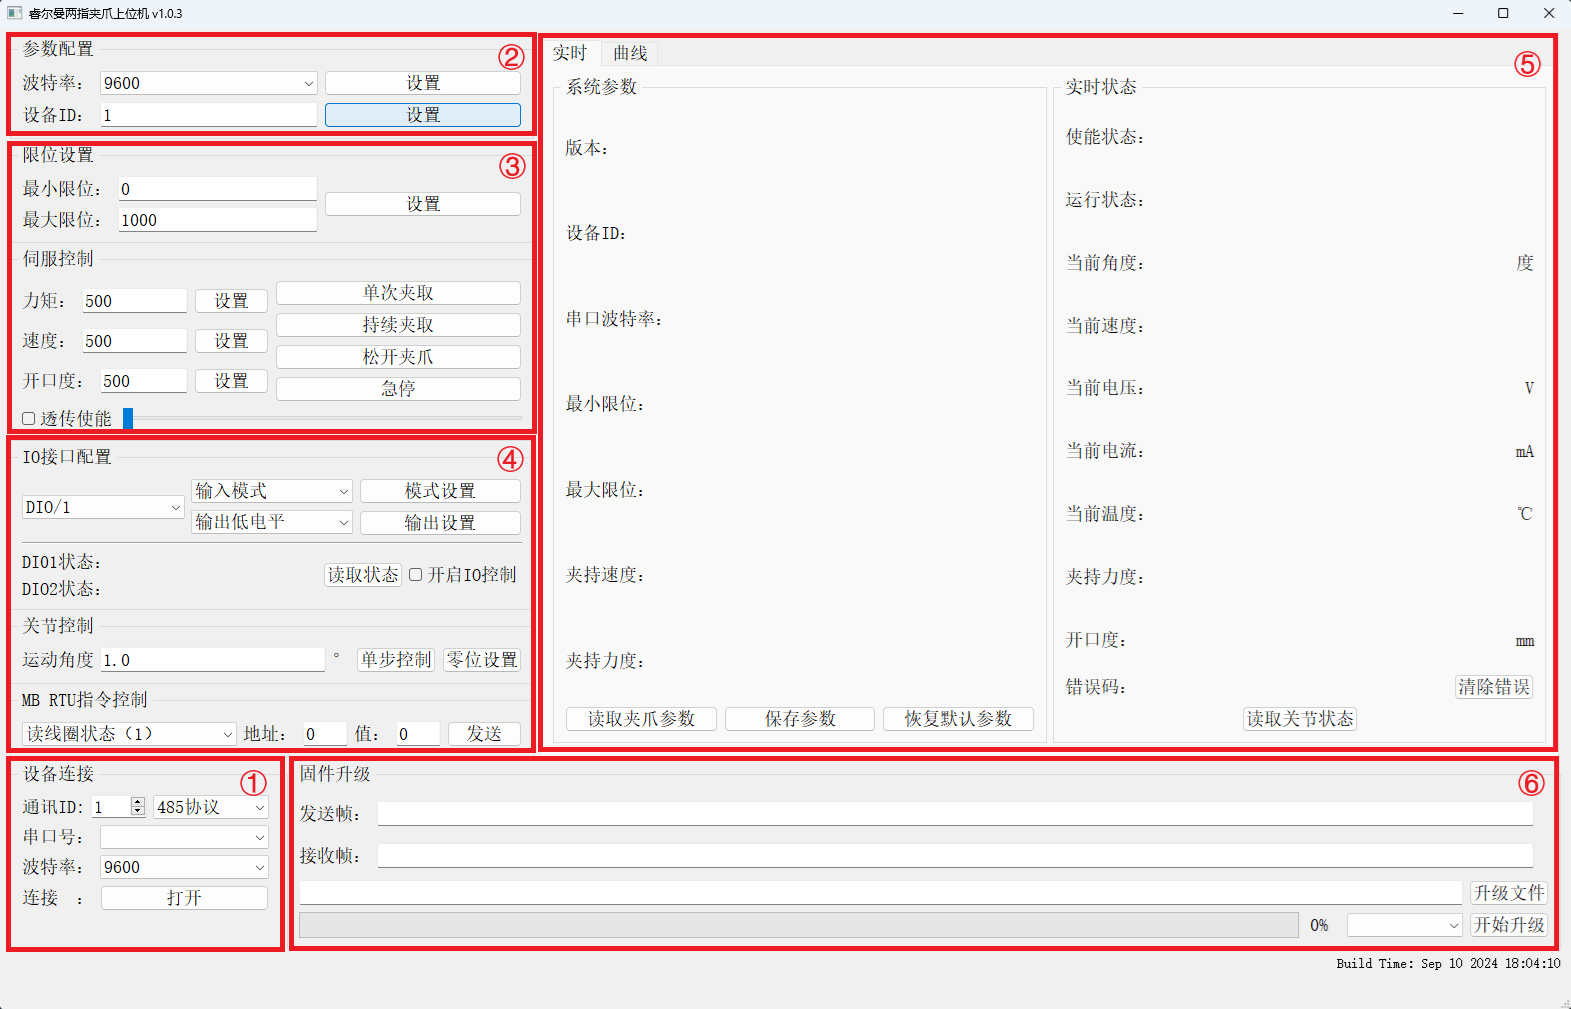 睿尔曼两指夹爪上位机 v1.0.3
参数配置
②
波特率： 9600 设置
设备ID： 1 设置
限位设置
③
最小限位： 0
设置
最大限位： 1000
伺服控制
力矩： 500 设置
单次夹取
持续夹取
速度： 500 设置
松开夹爪
开口度： 500 设置
急停
透传使能
IO接口配置
④
DIO/1
输入模式 模式设置
输出低电平 输出设置
DIO1状态：
DIO2状态：
读取状态 开启IO控制
关节控制
运动角度 1.0 ° 单步控制 零位设置
MB RTU指令控制
读线圈状态（1） 地址： 0 值： 0 发送
设备连接
①
通讯ID: 1 485协议
串口号：
波特率： 9600
连接 ： 打开
实时 曲线
⑤
系统参数
版本：
设备ID：
串口波特率：
最小限位：
最大限位：
夹持速度：
夹持力度：
读取夹爪参数 保存参数 恢复默认参数
实时状态
使能状态：
运行状态：
当前角度： 度
当前速度：
当前电压： V
当前电流： mA
当前温度： ℃
夹持力度：
开口度： mm
错误码： 清除错误
读取关节状态
固件升级
⑥
发送帧：
接收帧：
升级文件
0% 开始升级
Build Time: Sep 10 2024 18:04:10